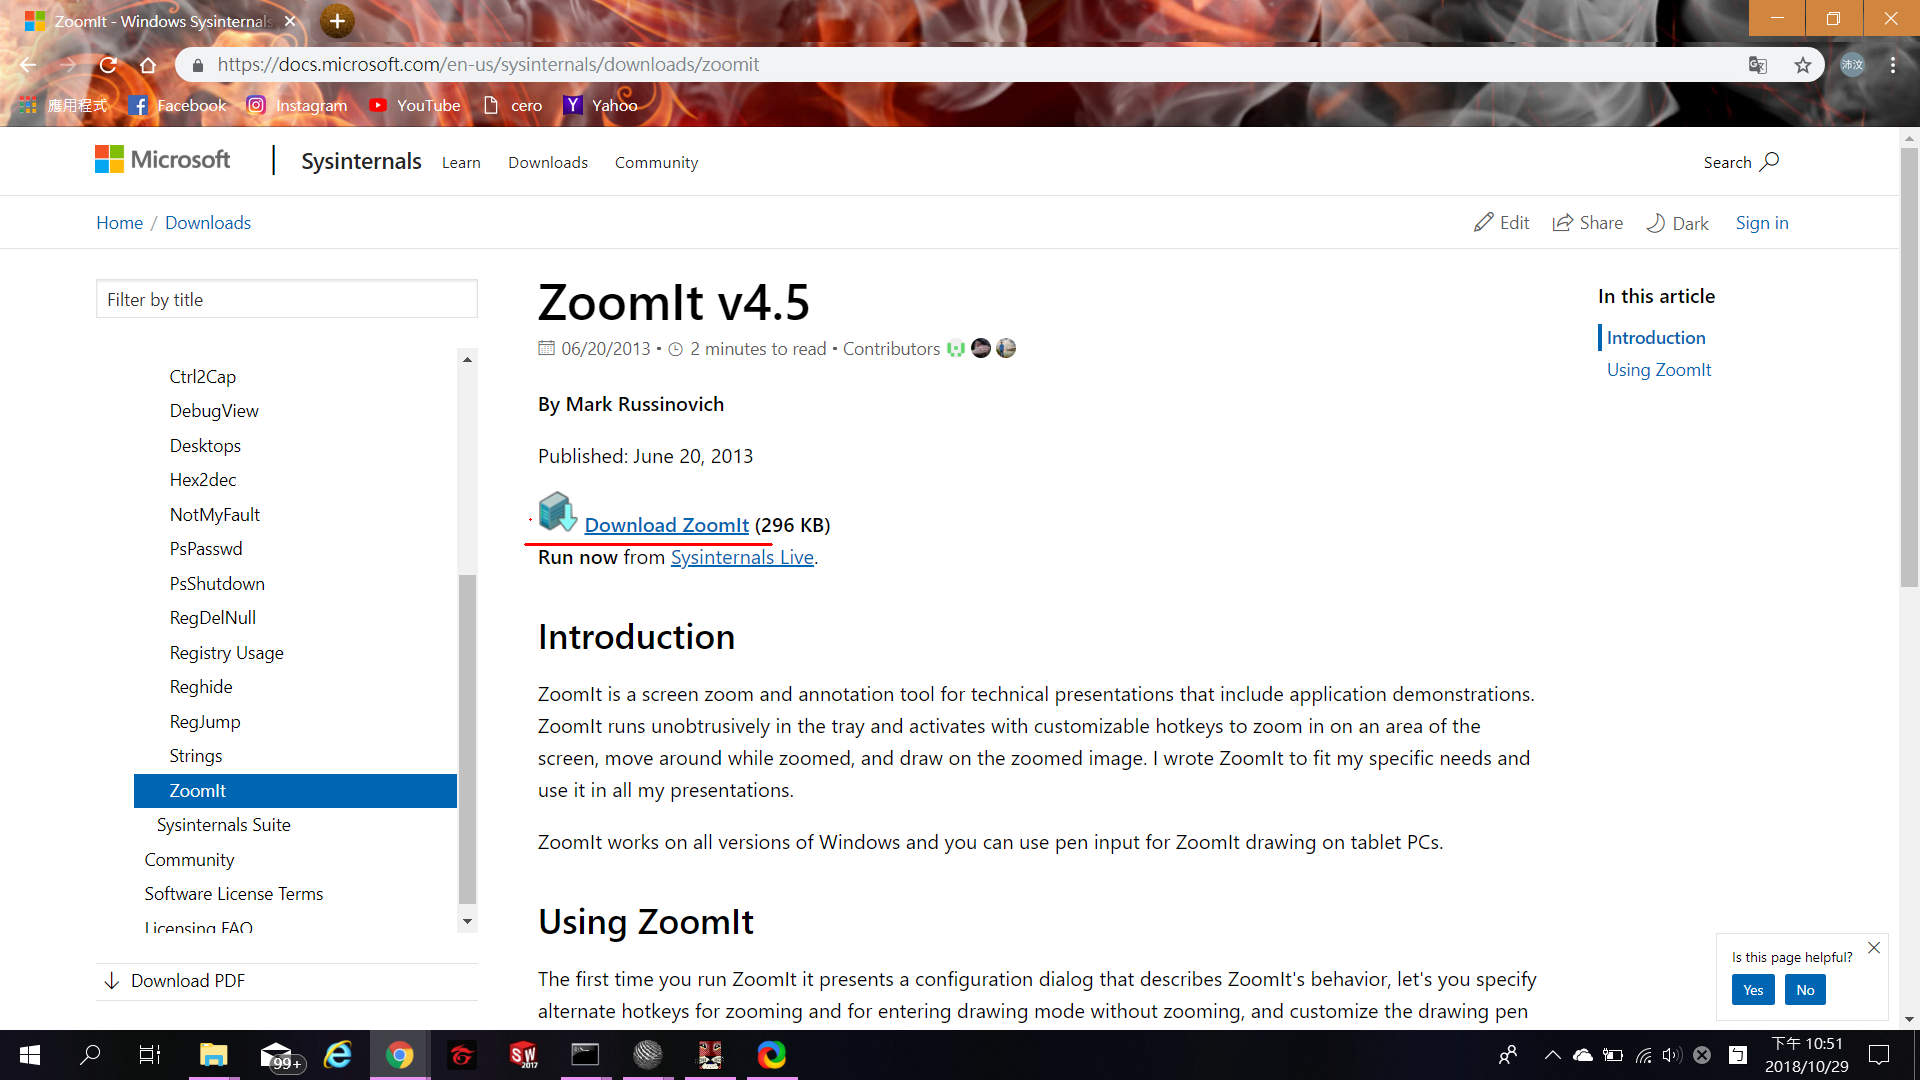 ZoomIt - Windows Sysinternals
https://docs.microsoft.com/en-us/sysinternals/downloads/zoomit
沛汶
應用程式 Facebook Instagram YouTube cero Yahoo
Microsoft Sysinternals Learn Downloads Community Search
Home / Downloads Edit Share Dark Sign in
Filter by title
Ctrl2Cap
DebugView
Desktops
Hex2dec
NotMyFault
PsPasswd
PsShutdown
RegDelNull
Registry Usage
Reghide
RegJump
Strings
ZoomIt
Sysinternals Suite
Community
Software License Terms
Licensing FAQ
Download PDF
ZoomIt v4.5
06/20/2013 • 2 minutes to read • Contributors
By Mark Russinovich
Published: June 20, 2013
Download ZoomIt (296 KB)
Run now from Sysinternals Live.
Introduction
ZoomIt is a screen zoom and annotation tool for technical presentations that include application demonstrations.
ZoomIt runs unobtrusively in the tray and activates with customizable hotkeys to zoom in on an area of the
screen, move around while zoomed, and draw on the zoomed image. I wrote ZoomIt to fit my specific needs and
use it in all my presentations.
ZoomIt works on all versions of Windows and you can use pen input for ZoomIt drawing on tablet PCs.
Using ZoomIt
The first time you run ZoomIt it presents a configuration dialog that describes ZoomIt's behavior, let's you specify
alternate hotkeys for zooming and for entering drawing mode without zooming, and customize the drawing pen
In this article
Introduction
Using ZoomIt
Is this page helpful?
Yes No
99+
SW
2017
下午 10:51
2018/10/29